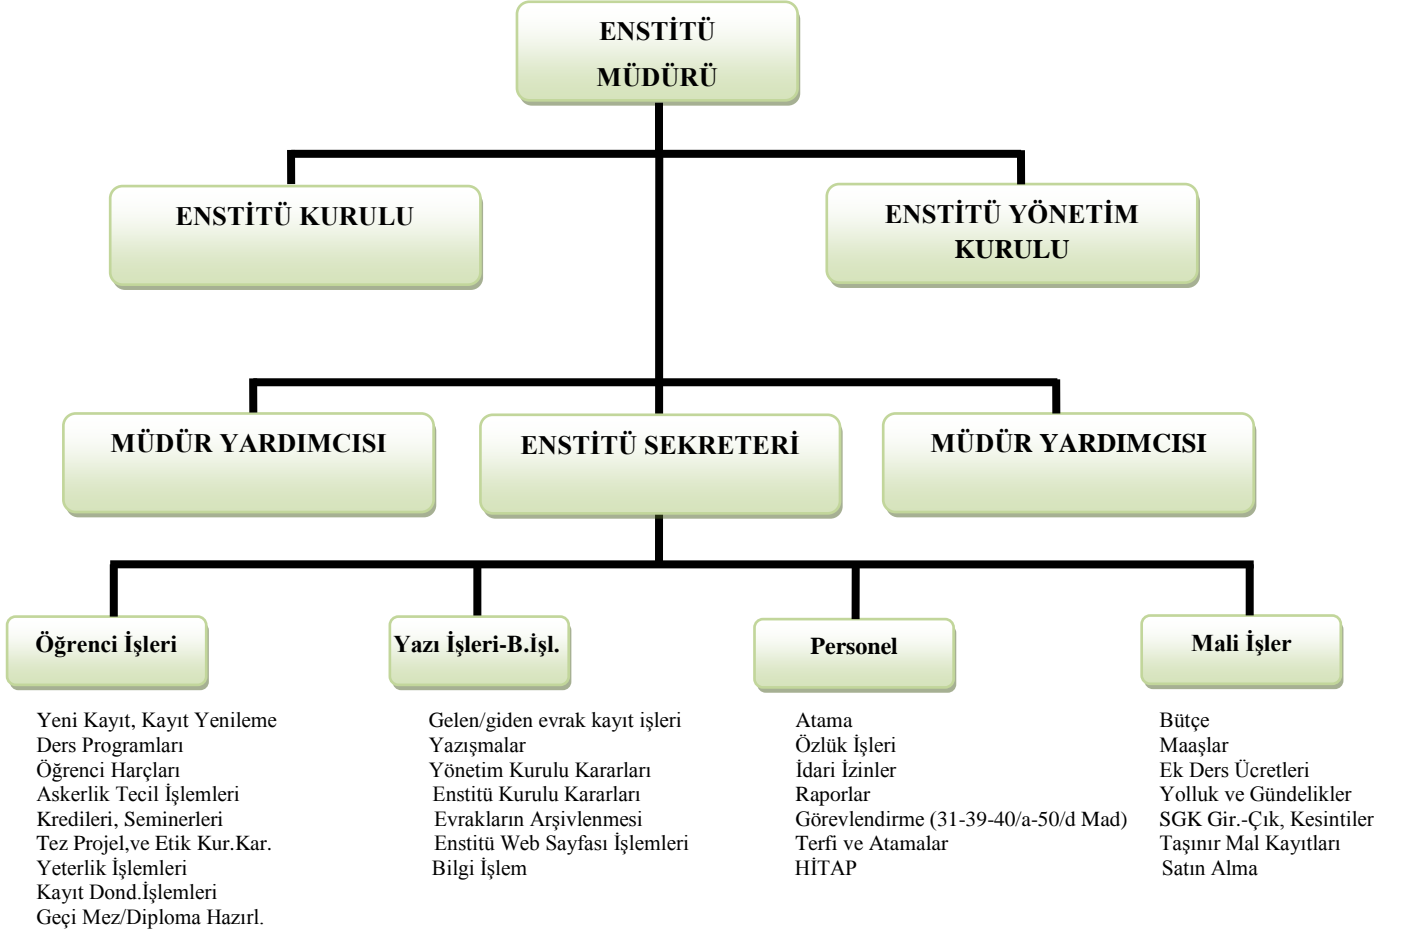 ENSTİTÜ
MÜDÜRÜ
ENSTİTÜ KURULU
ENSTİTÜ YÖNETİM
KURULU
MÜDÜR YARDIMCISI
ENSTİTÜ SEKRETERİ
MÜDÜR YARDIMCISI
Öğrenci İşleri
Yeni Kayıt, Kayıt Yenileme
Ders Programları
Öğrenci Harçları
Askerlik Tecil İşlemleri
Kredileri, Seminerleri
Tez Projel,ve Etik Kur.Kar.
Yeterlik İşlemleri
Kayıt Dond.İşlemleri
Geçi Mez/Diploma Hazırl.
Yazı İşleri-B.İşl.
Gelen/giden evrak kayıt işleri
Yazışmalar
Yönetim Kurulu Kararları
Enstitü Kurulu Kararları
Evrakların Arşivlenmesi
Enstitü Web Sayfası İşlemleri
Bilgi İşlem
Personel
Atama
Özlük İşleri
İdari İzinler
Raporlar
Görevlendirme (31-39-40/a-50/d Mad)
Terfi ve Atamalar
HİTAP
Mali İşler
Bütçe
Maaşlar
Ek Ders Ücretleri
Yolluk ve Gündelikler
SGK Gir.-Çık, Kesintiler
Taşınır Mal Kayıtları
Satın Alma